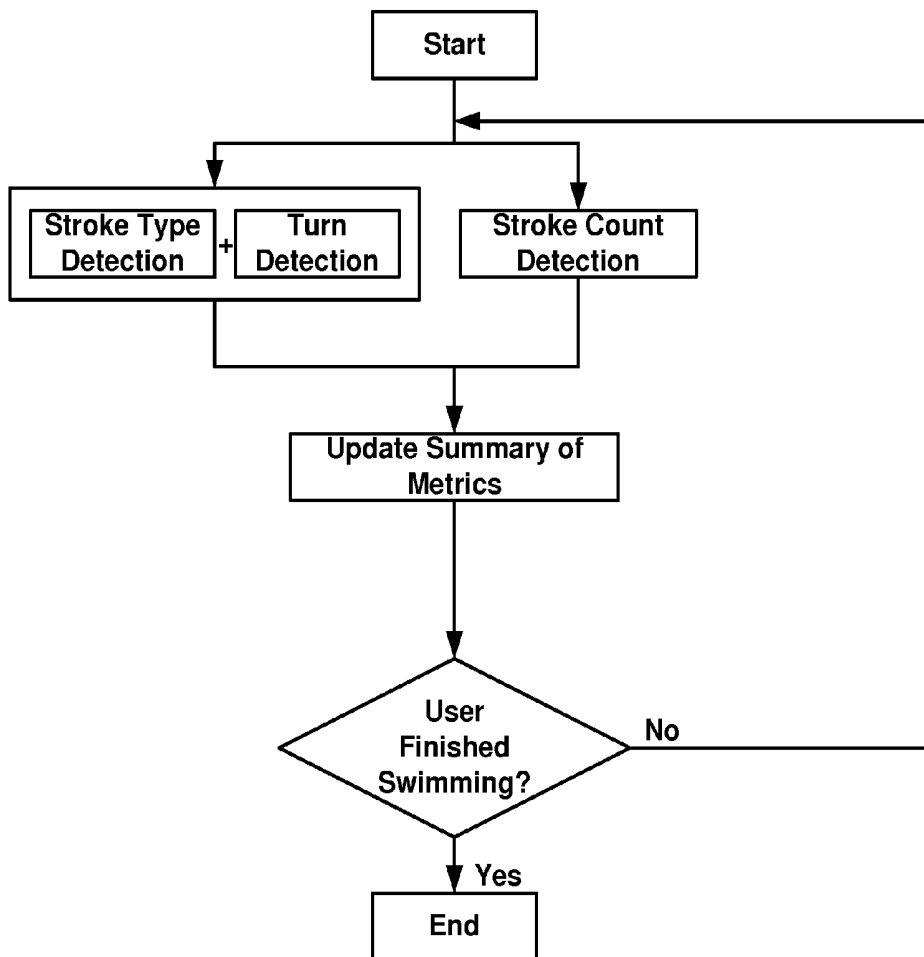 Start
Stroke Type
Detection
+
Turn
Detection
Stroke Count
Detection
Update Summary of
Metrics
User
Finished
Swimming?
No
Yes
End